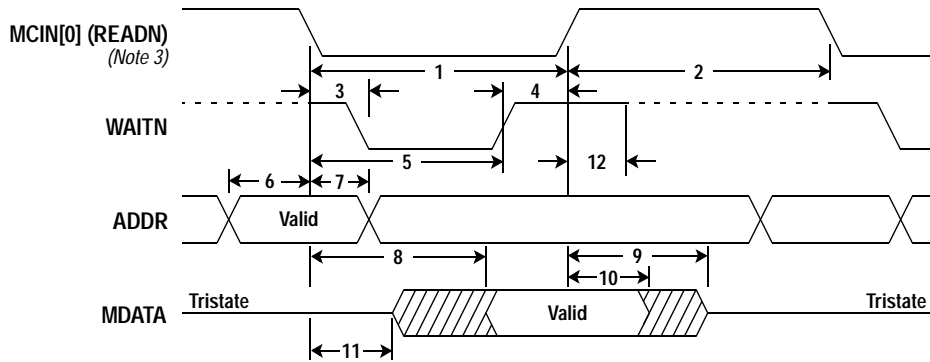 MCIN[0] (READN)
(Note 3)
1
2
3
4
WAITN
5
12
6
7
ADDR
Valid
8
9
10
MDATA
Tristate
Valid
Tristate
11